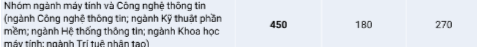 Nhóm ngành máy tính và Công nghệ thông tin
(ngành Công nghệ thông tin; ngành Kỹ thuật phần
mềm; ngành Hệ thống thông tin; ngành Khoa học
máy tính; ngành Trí tuệ nhân tạo)
450 180 270